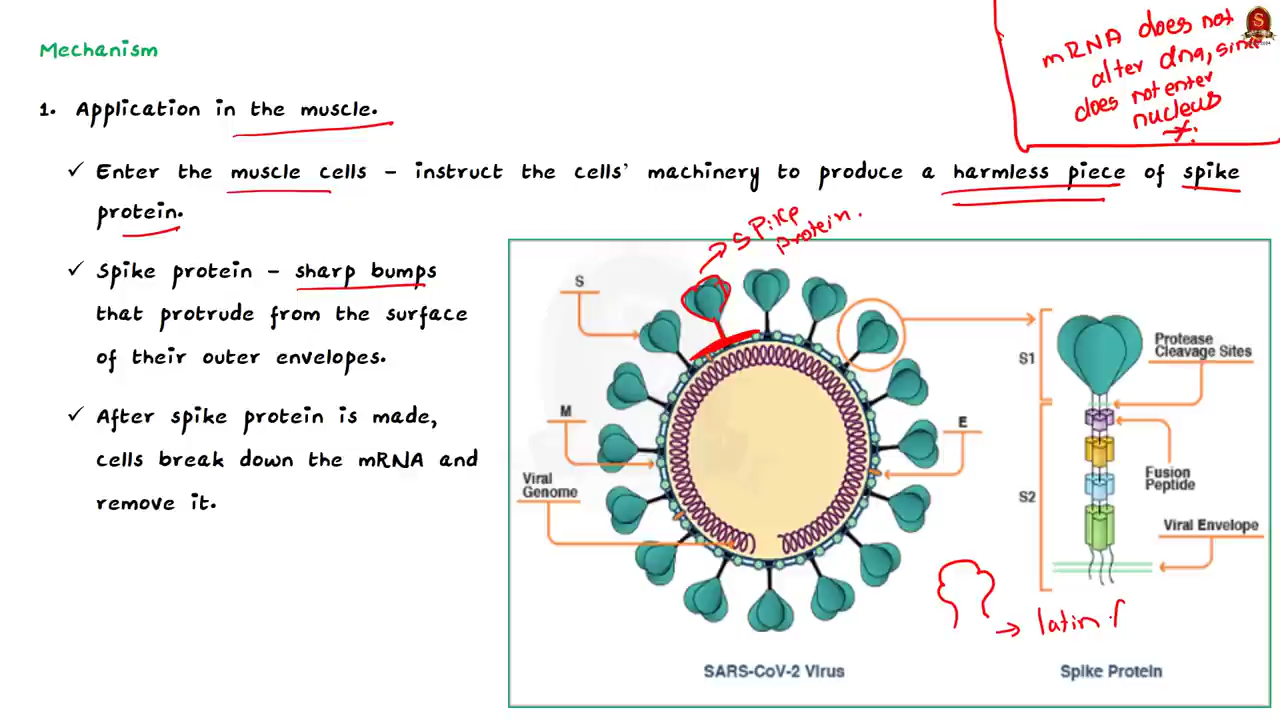 Mechanism
mRNA does not
alter dna, since
does not enter
nucleus
1. Application in the muscle.
✓ Enter the muscle cells – instruct the cells' machinery to produce a harmless piece of spike
protein.
✓ Spike protein – sharp bumps
that protrude from the surface
of their outer envelopes.
✓ After spike protein is made,
cells break down the mRNA and
remove it.
Spike
protein.
S
M
Viral
Genome
E
S1
S2
Protease
Cleavage Sites
Fusion
Peptide
Viral Envelope
latin
SARS-CoV-2 Virus
Spike Protein